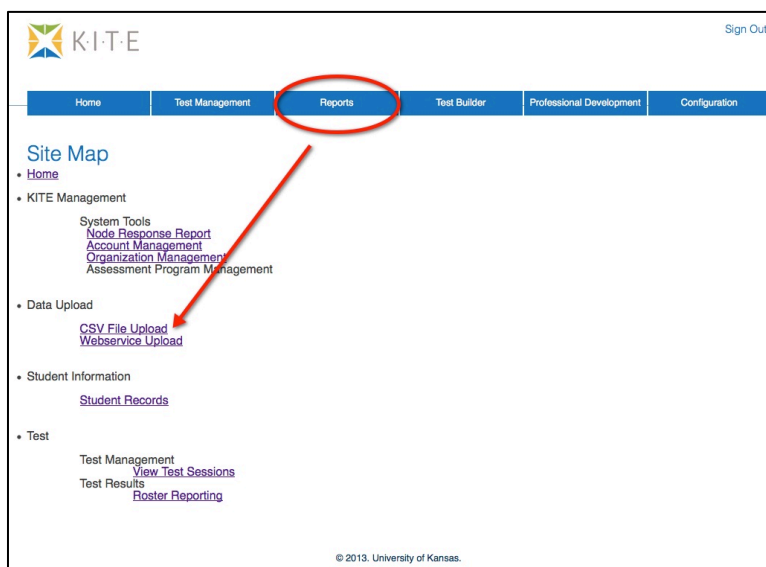 K·I·T·E
Sign Out
Home Test Management Reports Test Builder Professional Development Configuration
Site Map
• Home
• KITE Management
System Tools
Node Response Report
Account Management
Organization Management
Assessment Program Management
• Data Upload
CSV File Upload
Webservice Upload
• Student Information
Student Records
• Test
Test Management
View Test Sessions
Test Results
Roster Reporting
© 2013. University of Kansas.